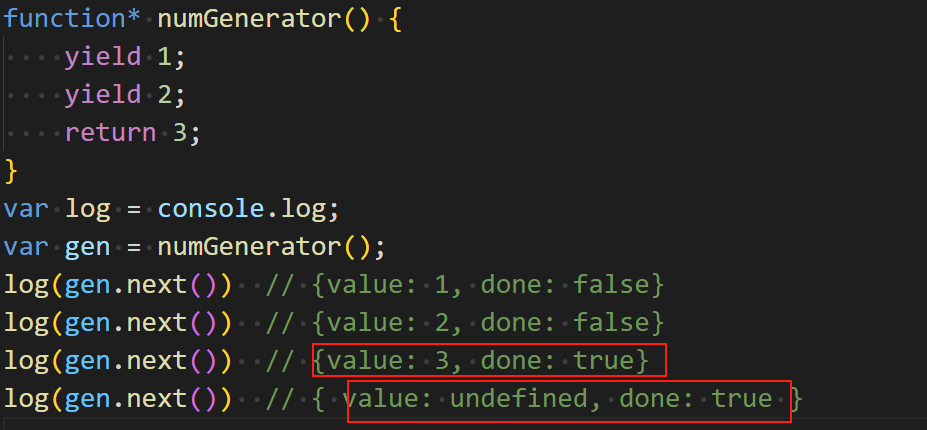 function* numGenerator() {
    yield 1;
    yield 2;
    return 3;
}
var log = console.log;
var gen = numGenerator();
log(gen.next())  // {value: 1, done: false}
log(gen.next())  // {value: 2, done: false}
log(gen.next())  // {value: 3, done: true}
log(gen.next())  // { value: undefined, done: true }